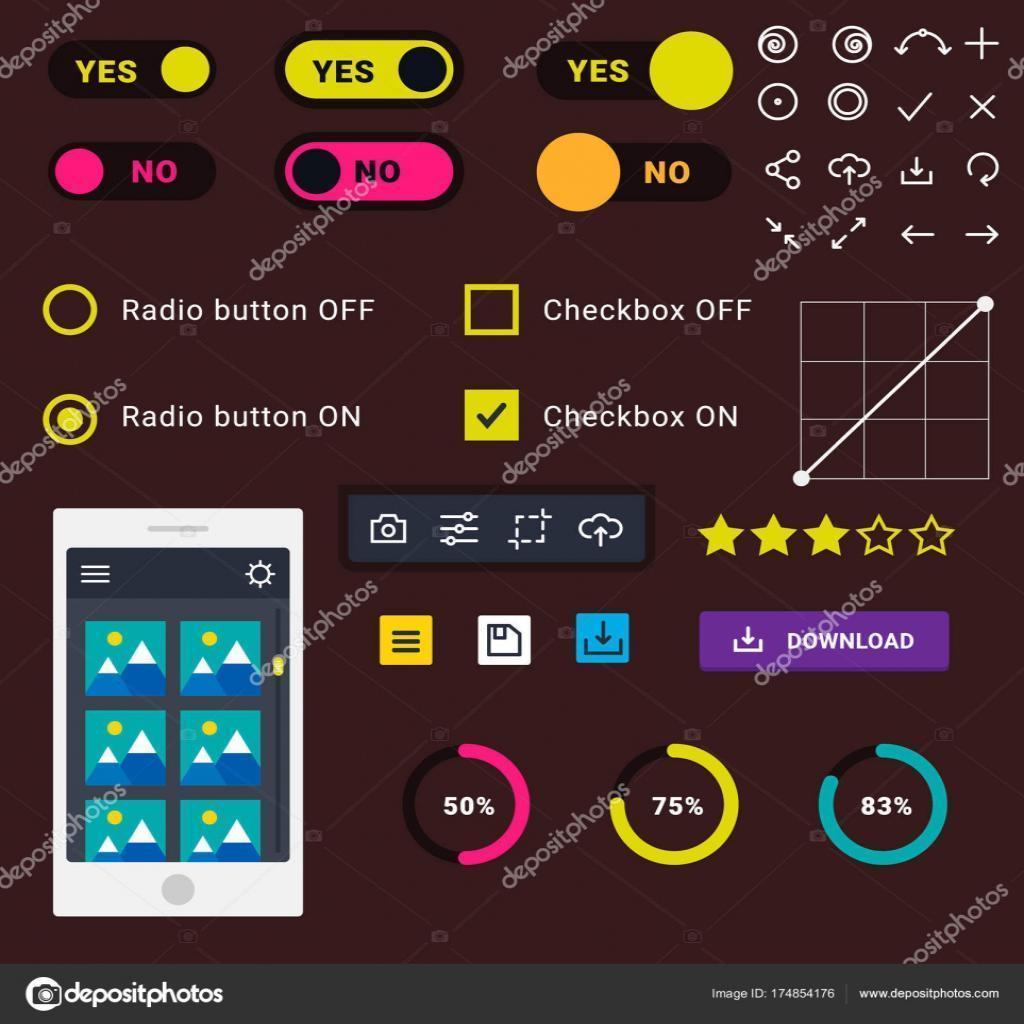 YES YES YES
NO NO NO
Radio button OFF Checkbox OFF
Radio button ON Checkbox ON
DOWNLOAD
50% 75% 83%
depositphotos
Image ID: 174854176 www.depositphotos.com